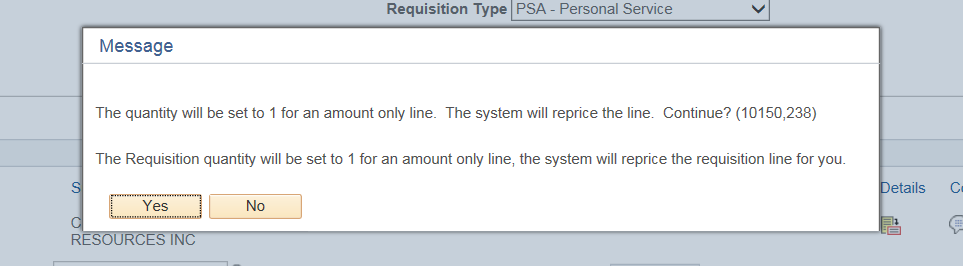 Requisition Type PSA - Personal Service
Message
The quantity will be set to 1 for an amount only line. The system will reprice the line. Continue? (10150,238)
The Requisition quantity will be set to 1 for an amount only line, the system will reprice the requisition line for you.
Yes No
Details
RESOURCES INC